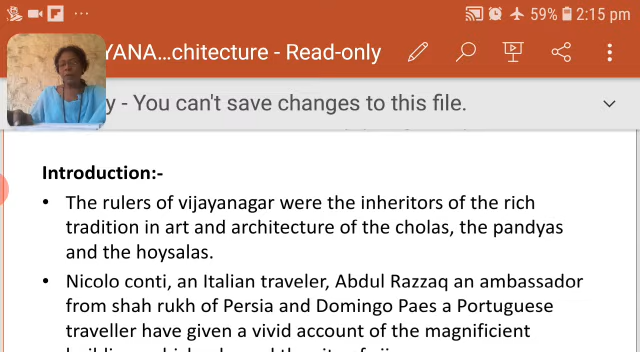 59% 2:15 pm
YANA...chitecture - Read-only
y - You can't save changes to this file.
Introduction:-
• The rulers of vijayanagar were the inheritors of the rich
tradition in art and architecture of the cholas, the pandyas
and the hoysalas.
• Nicolo conti, an Italian traveler, Abdul Razzaq an ambassador
from shah rukh of Persia and Domingo Paes a Portuguese
traveller have given a vivid account of the magnificient